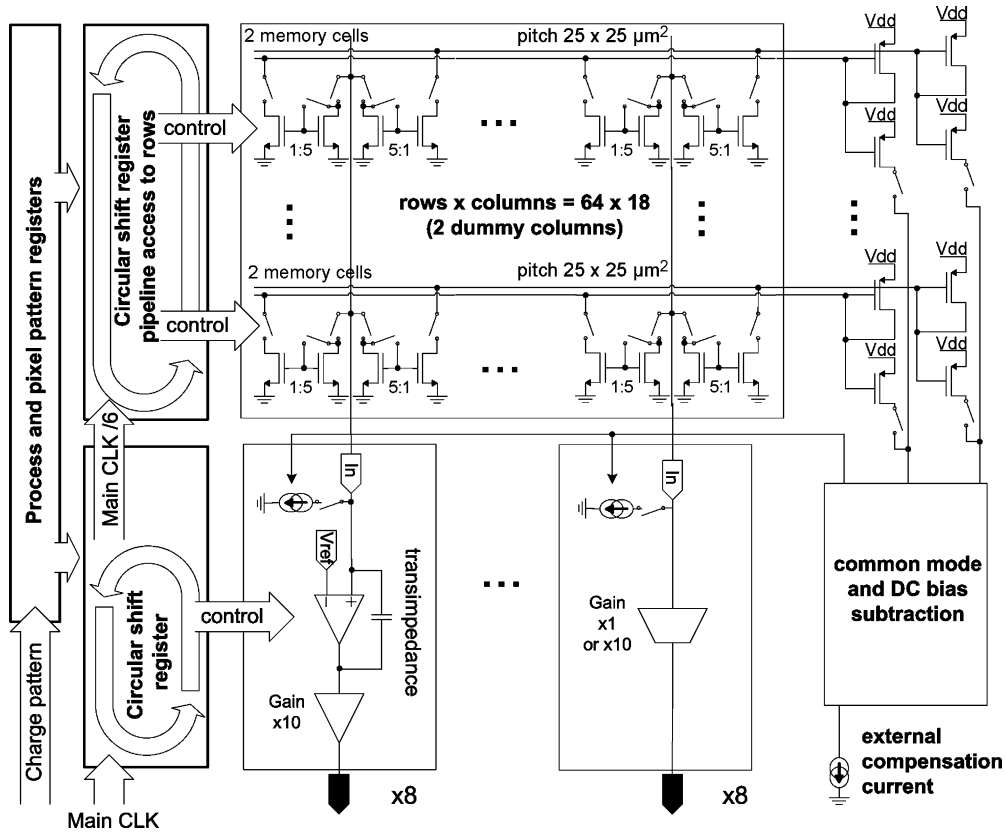 Process and pixel pattern registers
Charge pattern
Circular shift register
pipeline access to rows
Main CLK /6
Circular shift
register
Main CLK
control
control
control
2 memory cells
pitch 25 x 25 µm2
1:5
5:1
1:5
5:1
rows x columns = 64 x 18
(2 dummy columns)
2 memory cells
pitch 25 x 25 µm2
1:5
5:1
1:5
5:1
Vdd
Vdd
Vdd
Vdd
Vdd
Vdd
Vdd
Vdd
In
Vref
transimpedance
Gain
x10
x8
In
Gain
x1
or x10
x8
common mode
and DC bias
subtraction
external
compensation
current